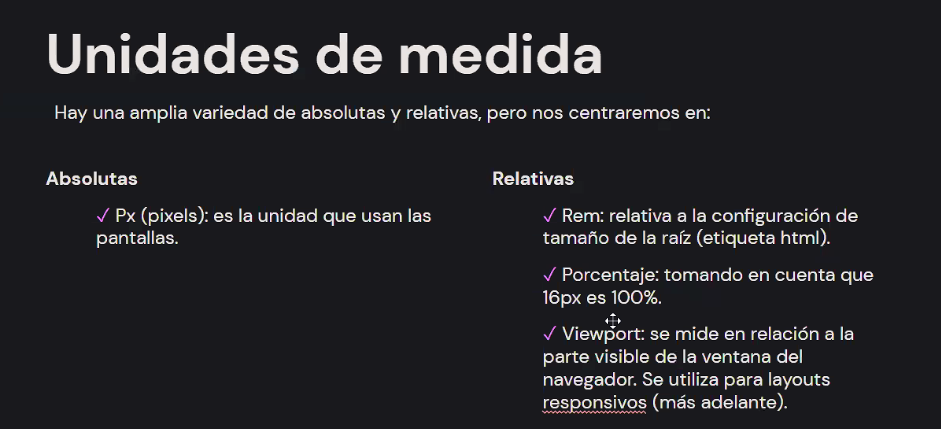 Unidades de medida
Hay una amplia variedad de absolutas y relativas, pero nos centraremos en:
Absolutas
✓ Px (pixels): es la unidad que usan las
pantallas.
Relativas
✓ Rem: relativa a la configuración de
tamaño de la raíz (etiqueta html).
✓ Porcentaje: tomando en cuenta que
16px es 100%.
✓ Viewport: se mide en relación a la
parte visible de la ventana del
navegador. Se utiliza para layouts
responsivos (más adelante).